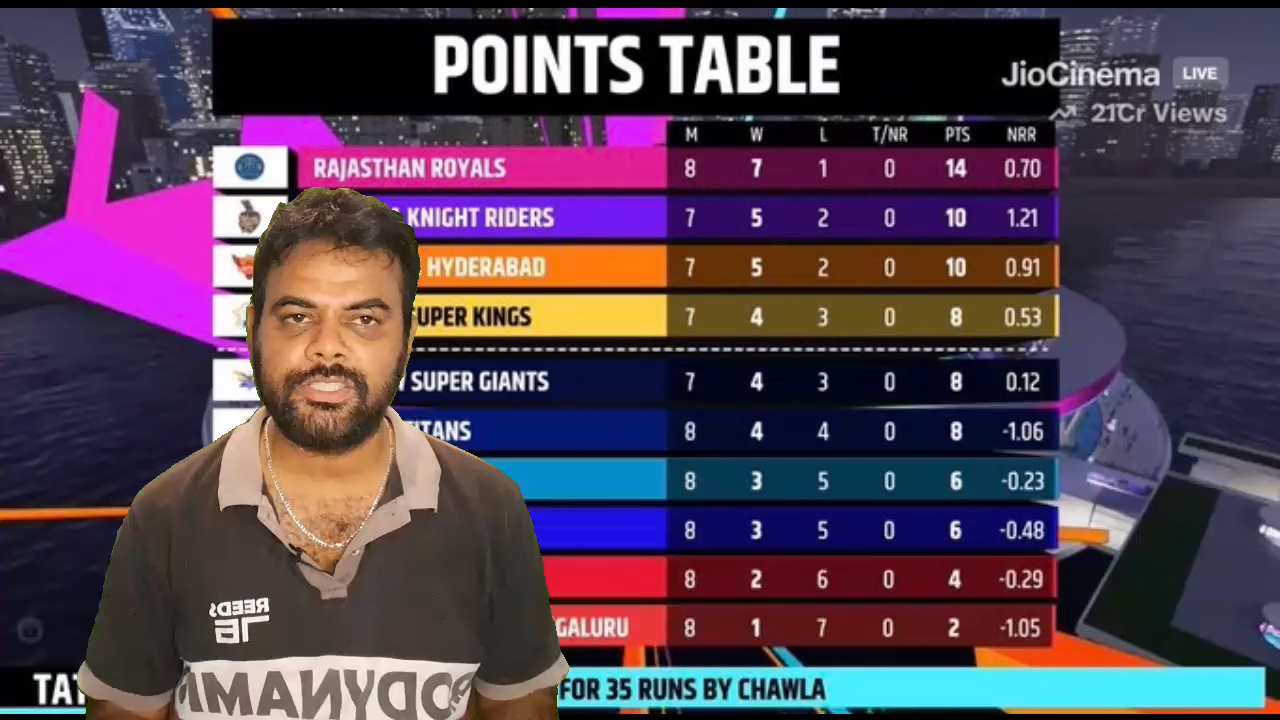 POINTS TABLE
JioCinema LIVE
21Cr Views
M W L T/NR PTS NRR
RAJASTHAN ROYALS 8 7 1 0 14 0.70
KNIGHT RIDERS 7 5 2 0 10 1.21
HYDERABAD 7 5 2 0 10 0.91
SUPER KINGS 7 4 3 0 8 0.53
SUPER GIANTS 7 4 3 0 8 0.12
TITANS 8 4 4 0 8 -1.06
8 3 5 0 6 -0.23
8 3 5 0 6 -0.48
8 2 6 0 4 -0.29
GALURU 8 1 7 0 2 -1.05
REEDS
76
ODYNAMI
TAT FOR 35 RUNS BY CHAWLA